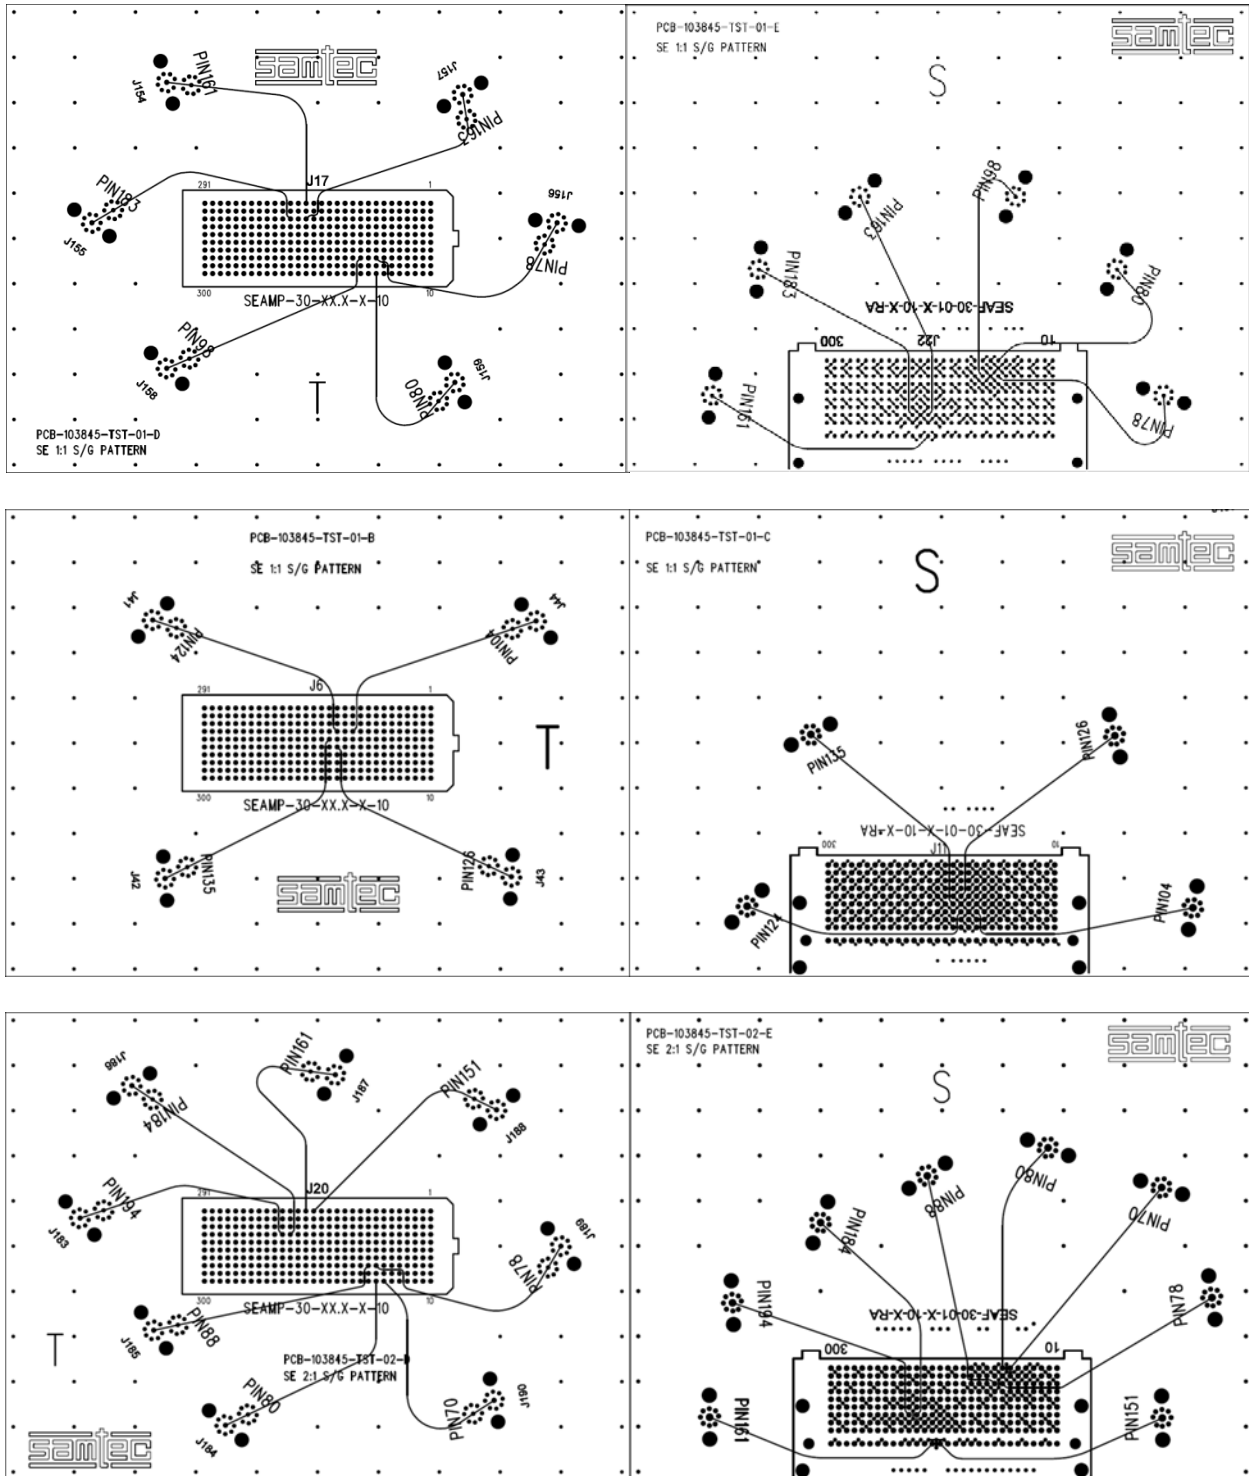 samtec
PIN161
J154
J157
PIN163
PIN183
J155
J17
291
1
J156
PIN78
300
10
SEAMP-30-XX.X-X-10
PIN98
J158
T
PIN80
J159
PCB-103845-TST-01-D
SE 1:1 S/G PATTERN
PCB-103845-TST-01-E
SE 1:1 S/G PATTERN
samtec
S
PIN163
PIN98
PIN183
PIN80
SEAF-30-01-X-10-X-RA
300
J22
10
PIN161
PIN78
PCB-103845-TST-01-B
SE 1:1 S/G PATTERN
J41
PIN124
J44
PIN104
291
J6
1
T
300
10
SEAMP-30-XX.X-X-10
J42
PIN135
PIN126
J43
samtec
PCB-103845-TST-01-C
SE 1:1 S/G PATTERN
samtec
S
PIN135
PIN126
SEAF-30-01-X-10-X-RA
300
J11
10
PIN124
PIN104
J186
PIN184
PIN161
J187
PIN151
J188
PIN194
J183
291
J20
1
J189
PIN78
300
10
SEAMP-30-XX.X-X-10
PIN88
J185
T
PCB-103845-TST-02-D
SE 2:1 S/G PATTERN
PIN80
J184
PIN70
J190
samtec
PCB-103845-TST-02-E
SE 2:1 S/G PATTERN
samtec
S
PIN88
PIN80
PIN70
PIN184
PIN194
PIN78
SEAF-30-01-X-10-X-RA
300
10
PIN161
PIN151